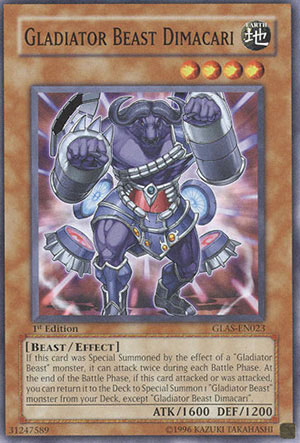 GLADIATOR BEAST DIMACARI
EARTH
地
1st Edition
GLAS-EN023
[BEAST / EFFECT]
If this card was Special Summoned by the effect of a "Gladiator
Beast" monster, it can attack twice during each Battle Phase. At
the end of the Battle Phase, if this card attacked or was attacked,
you can return it to the Deck to Special Summon 1 "Gladiator Beast"
monster from your Deck, except "Gladiator Beast Dimacari".
ATK/1600 DEF/1200
31247589
©1996 KAZUKI TAKAHASHI